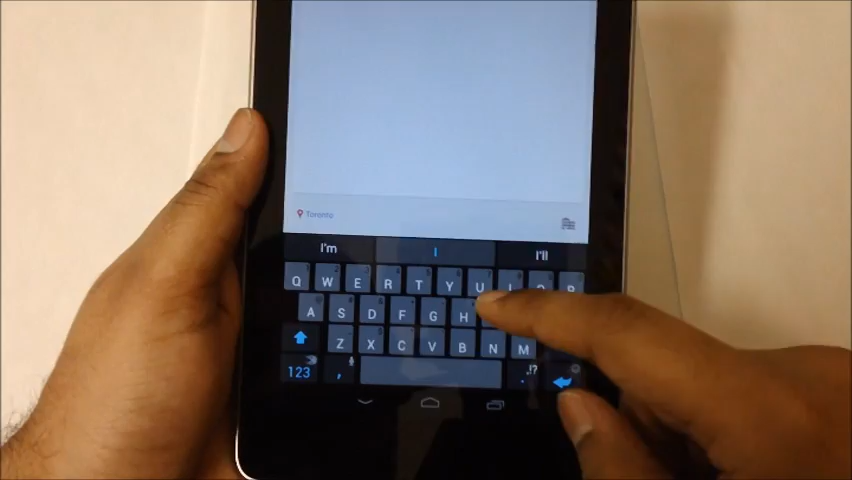 Toronto
I'm I I'll
Q W E R T Y U I O P
A S D F G H
Z X C V B N M
123 , .!?